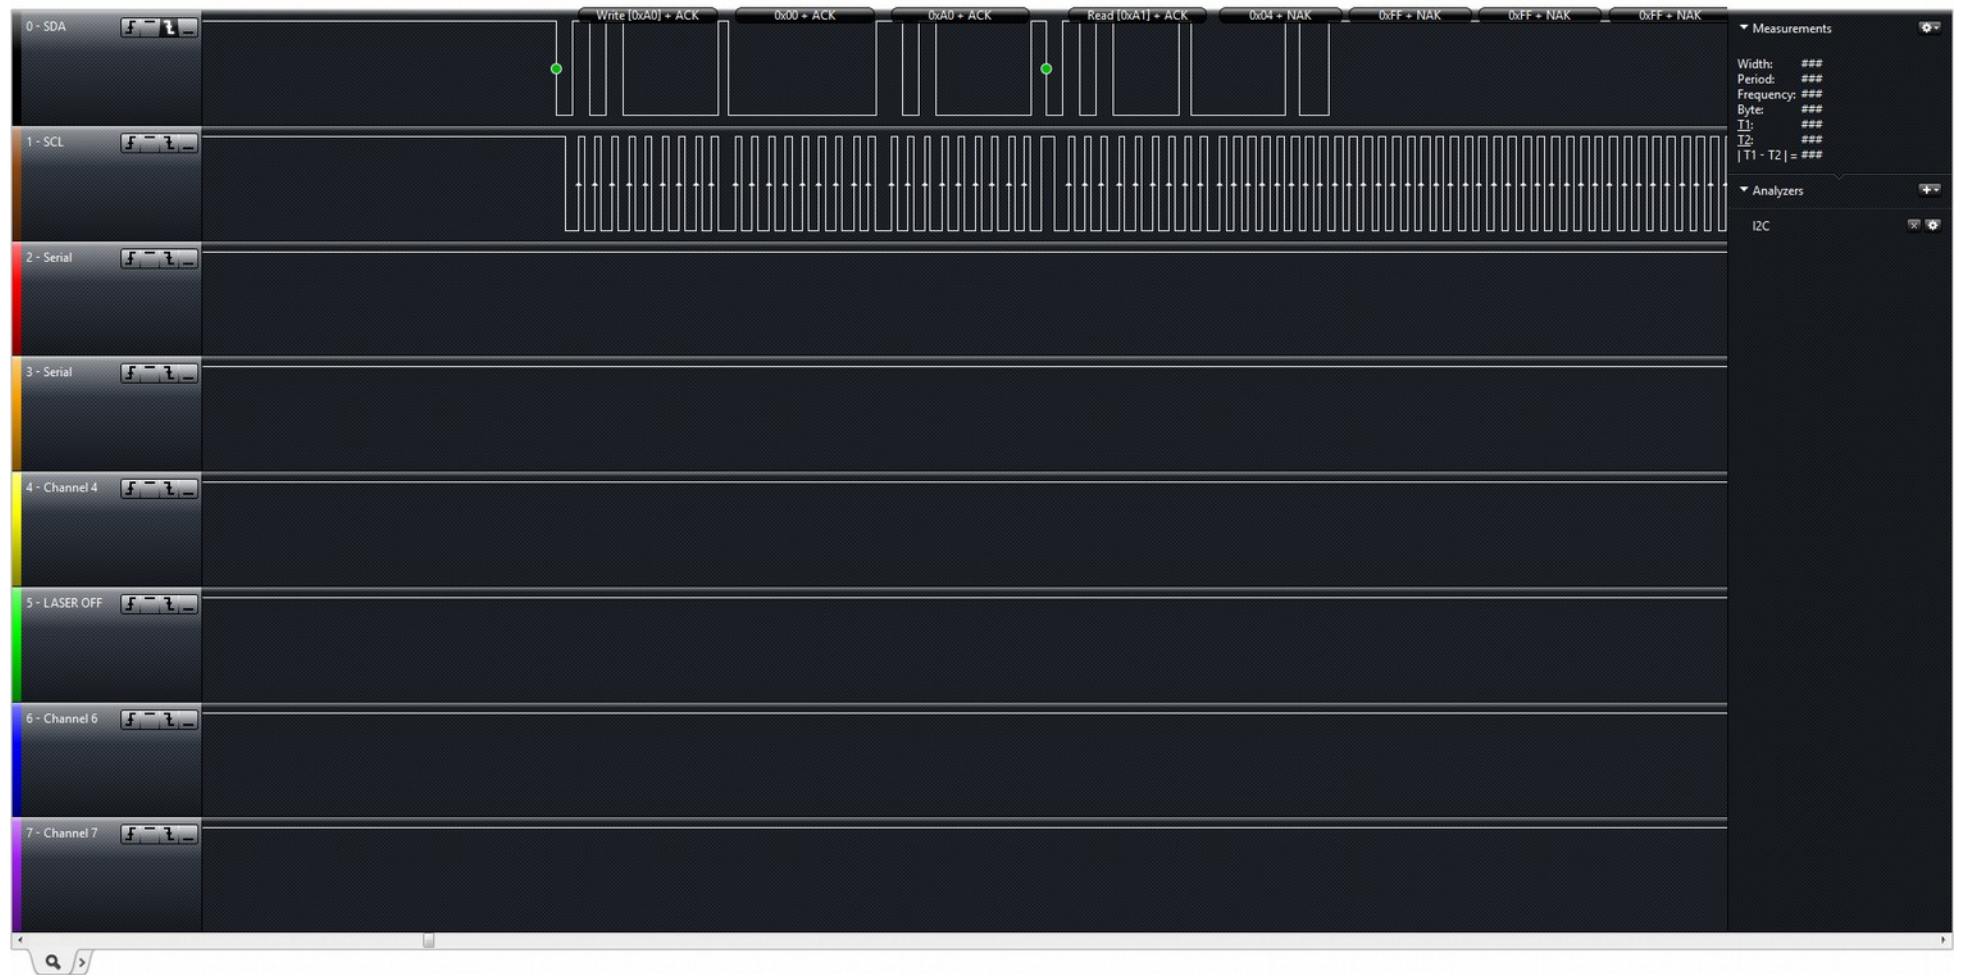 Write [0xA0] + ACK
0x00 + ACK
0xA0 + ACK
Read [0xA1] + ACK
0x04 + NAK
0xFF + NAK
0xFF + NAK
0xFF + NAK
0 - SDA
1 - SCL
2 - Serial
3 - Serial
4 - Channel 4
5 - LASER OFF
6 - Channel 6
7 - Channel 7
Measurements
Width: ###
Period: ###
Frequency: ###
Byte: ###
T1: ###
T2: ###
| T1 - T2 | = ###
Analyzers
I2C